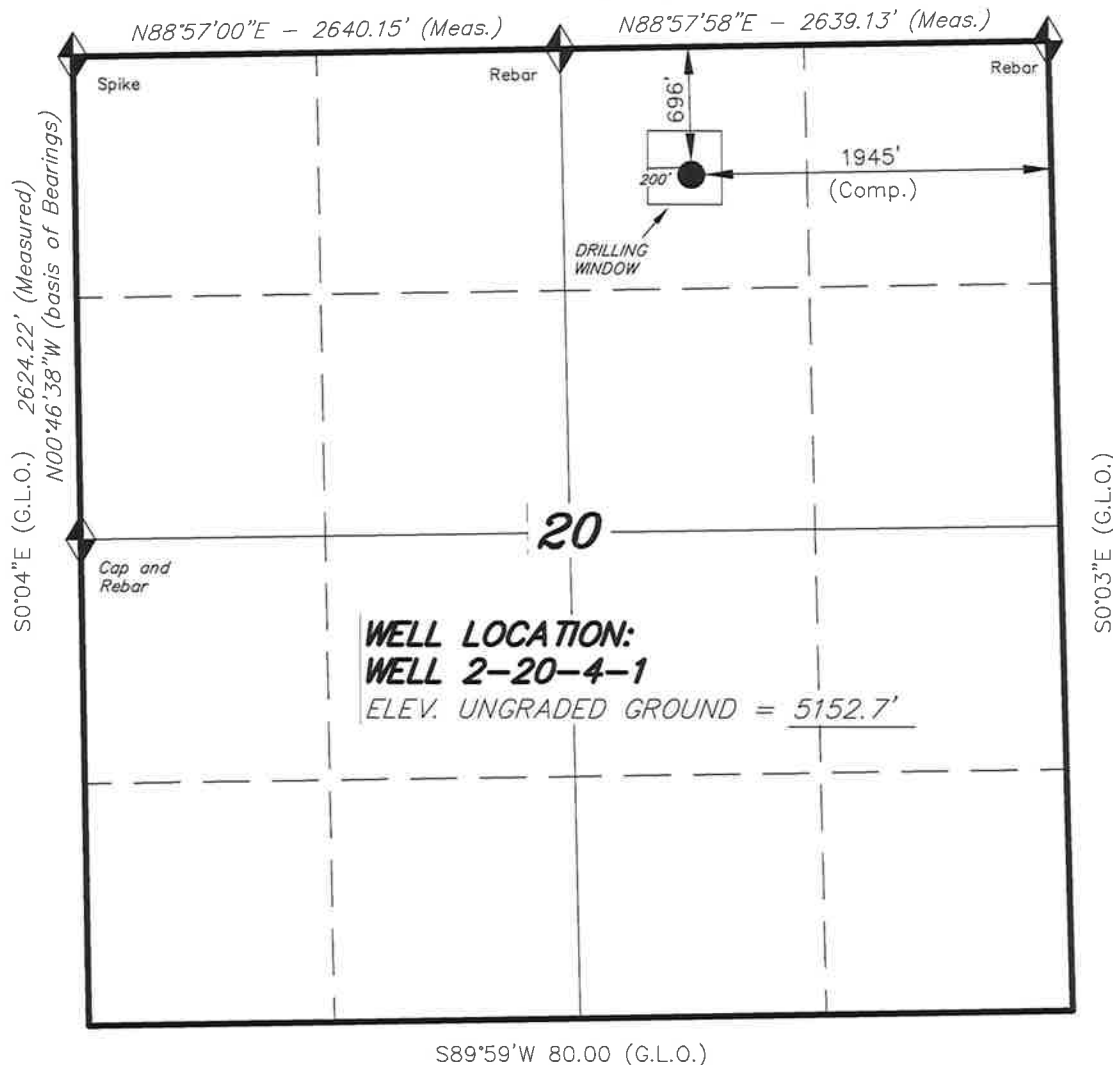 N88°57'00"E - 2640.15' (Meas.)
N88°57'58"E - 2639.13' (Meas.)
Spike
Rebar
Rebar
696'
1945'
(Comp.)
200'
DRILLING
WINDOW
S0°04"E (G.L.O.)
2624.22' (Measured)
N00°46'38"W (basis of Bearings)
S0°03"E (G.L.O.)
20
Cap and
Rebar
WELL LOCATION:
WELL 2-20-4-1
ELEV. UNGRADED GROUND = 5152.7'
S89°59'W 80.00 (G.L.O.)